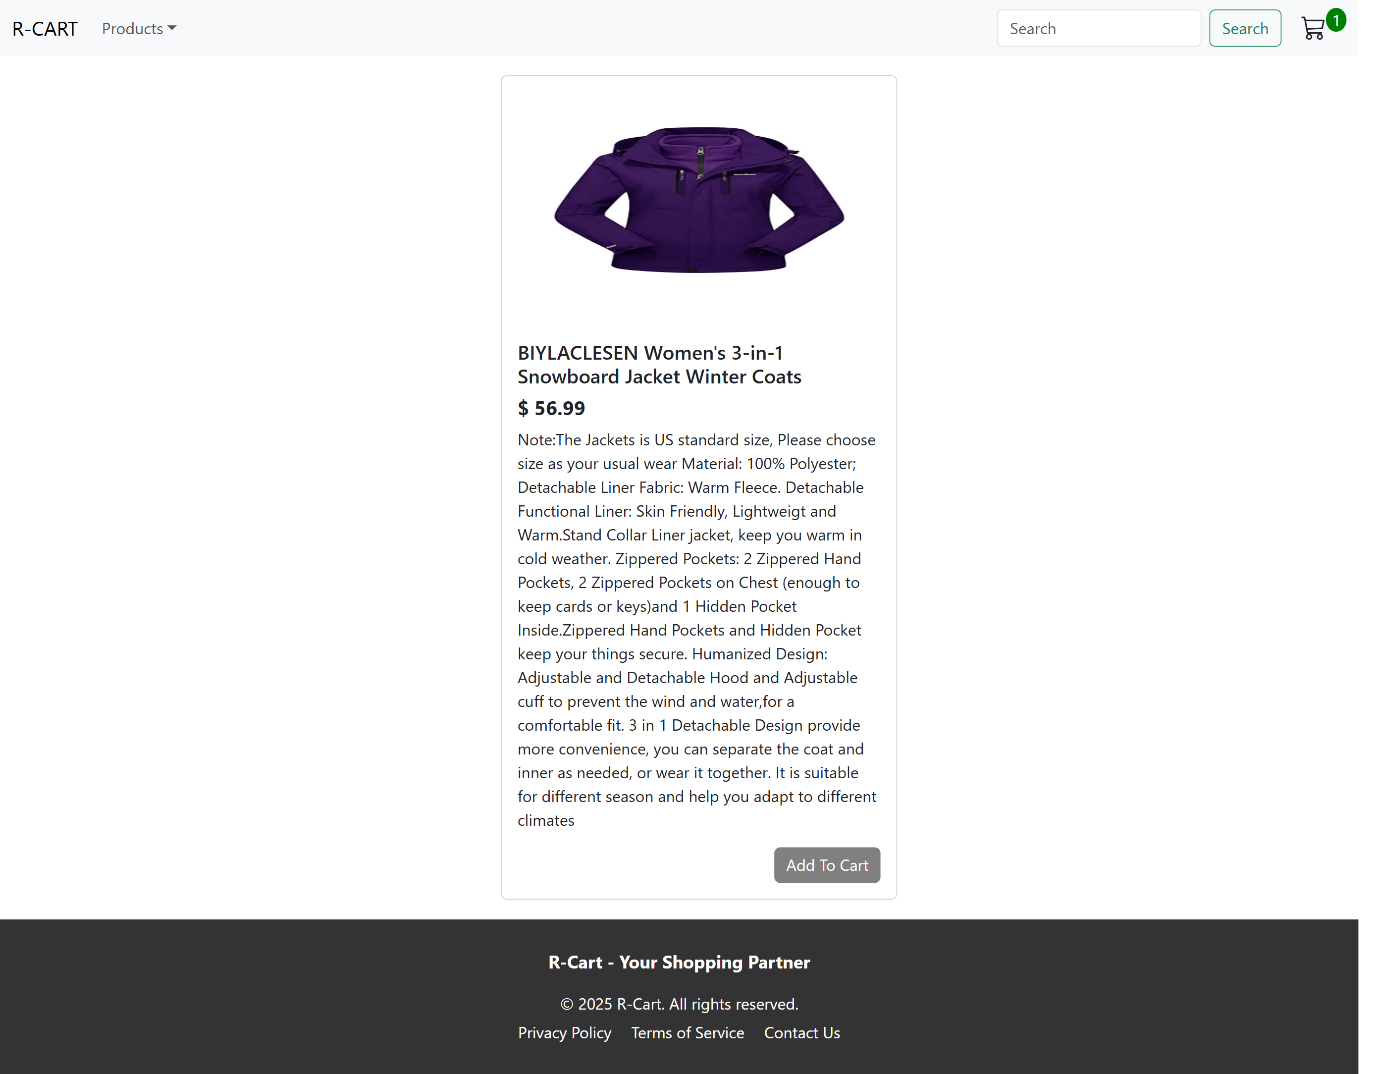 R-CART
Products
Search
Search
1
BIYLACLESEN Women's 3-in-1
Snowboard Jacket Winter Coats
$ 56.99
Note:The Jackets is US standard size, Please choose
size as your usual wear Material: 100% Polyester;
Detachable Liner Fabric: Warm Fleece. Detachable
Functional Liner: Skin Friendly, Lightweigt and
Warm.Stand Collar Liner jacket, keep you warm in
cold weather. Zippered Pockets: 2 Zippered Hand
Pockets, 2 Zippered Pockets on Chest (enough to
keep cards or keys)and 1 Hidden Pocket
Inside.Zippered Hand Pockets and Hidden Pocket
keep your things secure. Humanized Design:
Adjustable and Detachable Hood and Adjustable
cuff to prevent the wind and water,for a
comfortable fit. 3 in 1 Detachable Design provide
more convenience, you can separate the coat and
inner as needed, or wear it together. It is suitable
for different season and help you adapt to different
climates
Add To Cart
R-Cart - Your Shopping Partner
© 2025 R-Cart. All rights reserved.
Privacy Policy Terms of Service Contact Us